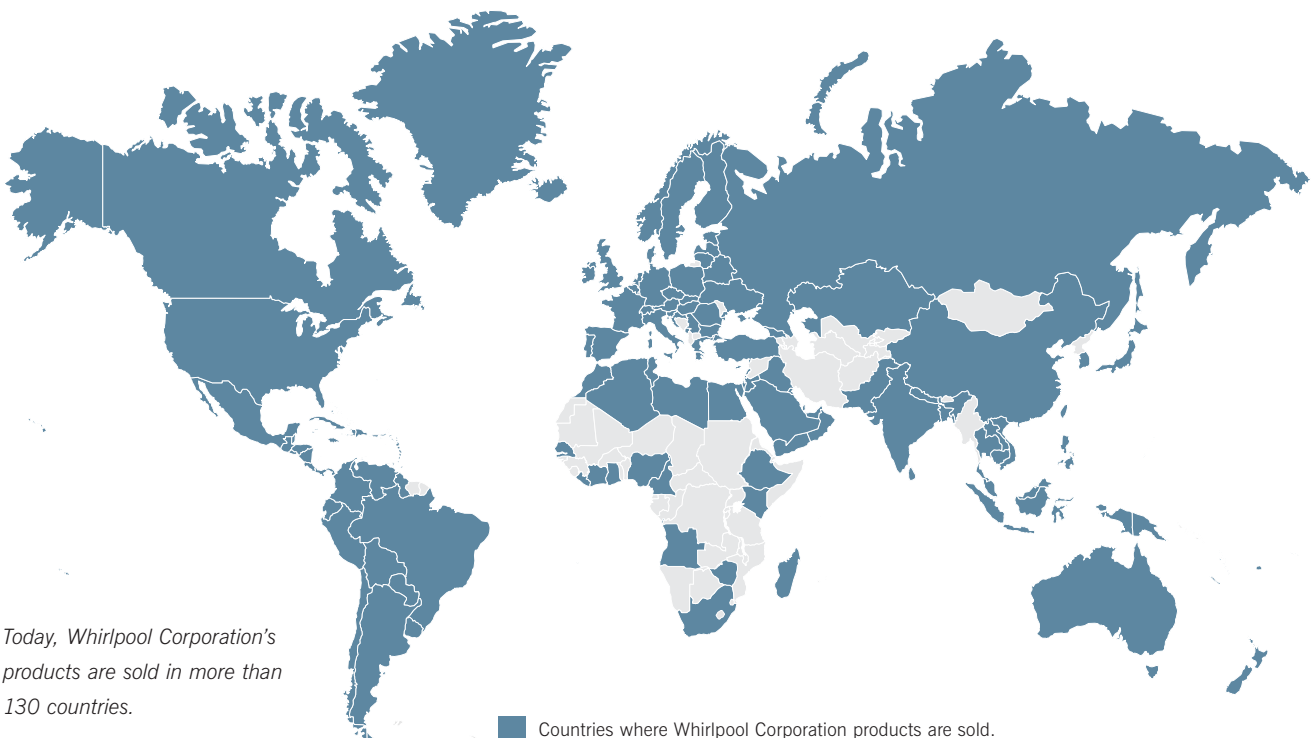 Today, Whirlpool Corporation's
products are sold in more than
130 countries.
Countries where Whirlpool Corporation products are sold.